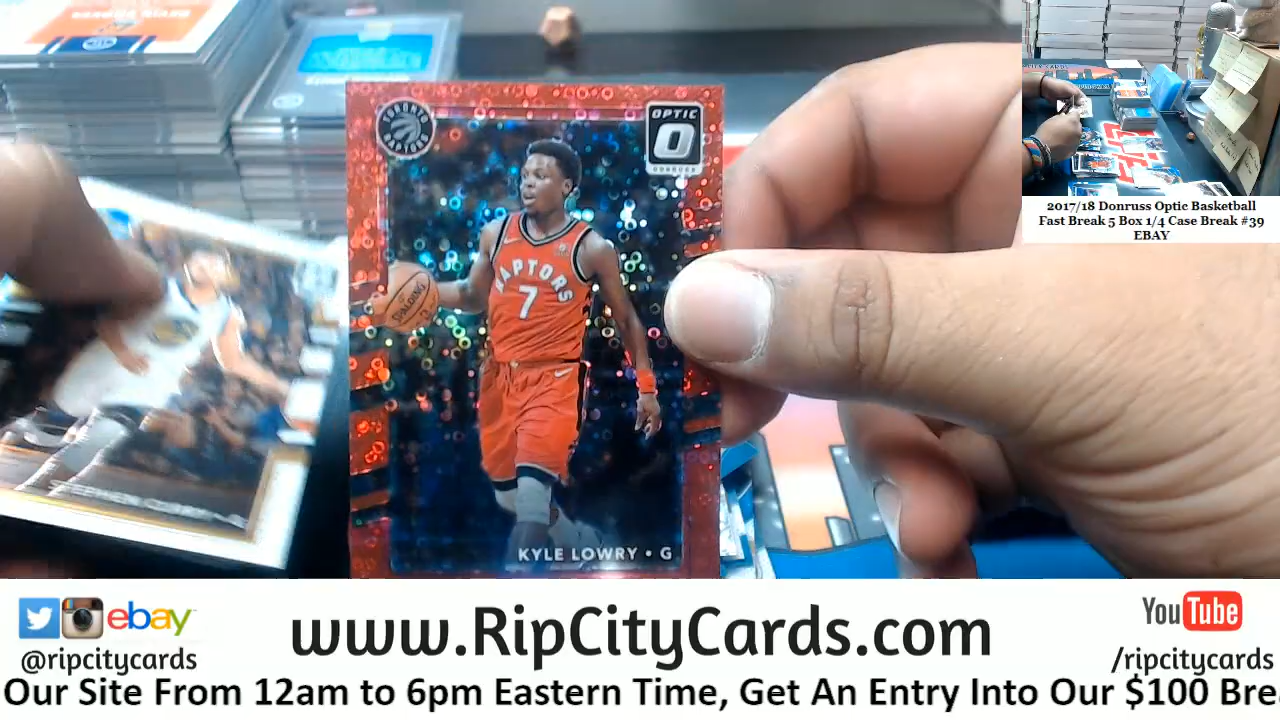 TORONTO
RAPTORS
OPTIC
DONRUSS
RAPTORS
7
SPALDING
KYLE LOWRY • G
2017/18 Donruss Optic Basketball
Fast Break 5 Box 1/4 Case Break #39
EBAY
ebay
@ripcitycards
www.RipCityCards.com
YouTube
/ripcitycards
Our Site From 12am to 6pm Eastern Time, Get An Entry Into Our $100 Bre